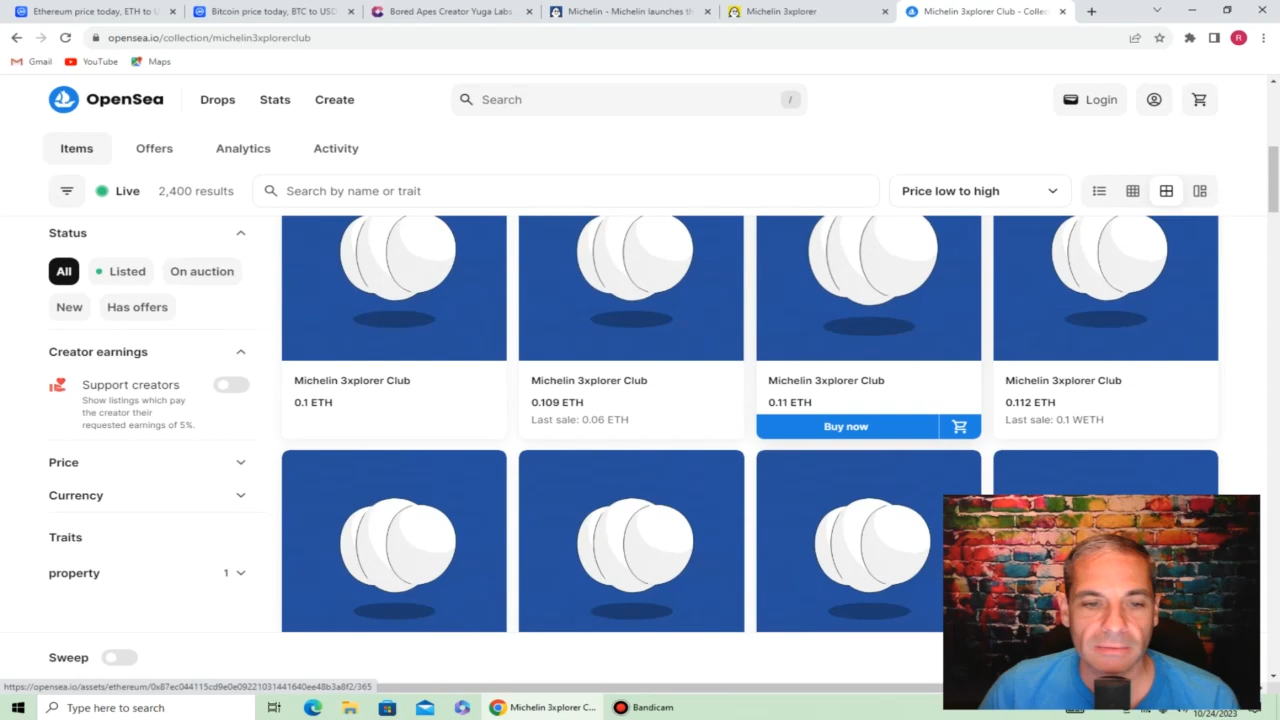 Ethereum price today, ETH to U
Bitcoin price today, BTC to USD
Bored Apes Creator Yuga Labs
Michelin - Michelin launches th
Michelin 3xplorer
Michelin 3xplorer Club - Collec
opensea.io/collection/michelin3xplorerclub
R
Gmail
YouTube
Maps
OpenSea
Drops
Stats
Create
Search
/
Login
Items
Offers
Analytics
Activity
Live
2,400 results
Search by name or trait
Price low to high
Status
All
Listed
On auction
New
Has offers
Creator earnings
Support creators
Show listings which pay
the creator their
requested earnings of 5%.
Price
Currency
Traits
property
1
Sweep
Michelin 3xplorer Club
0.1 ETH
Michelin 3xplorer Club
0.109 ETH
Last sale: 0.06 ETH
Michelin 3xplorer Club
0.11 ETH
Buy now
Michelin 3xplorer Club
0.112 ETH
Last sale: 0.1 WETH
https://opensea.io/assets/ethereum/0x87ec044115cd9e0e09221031441640ee48b3a8f2/365
Type here to search
Michelin 3xplorer C...
Bandicam
10/24/2023